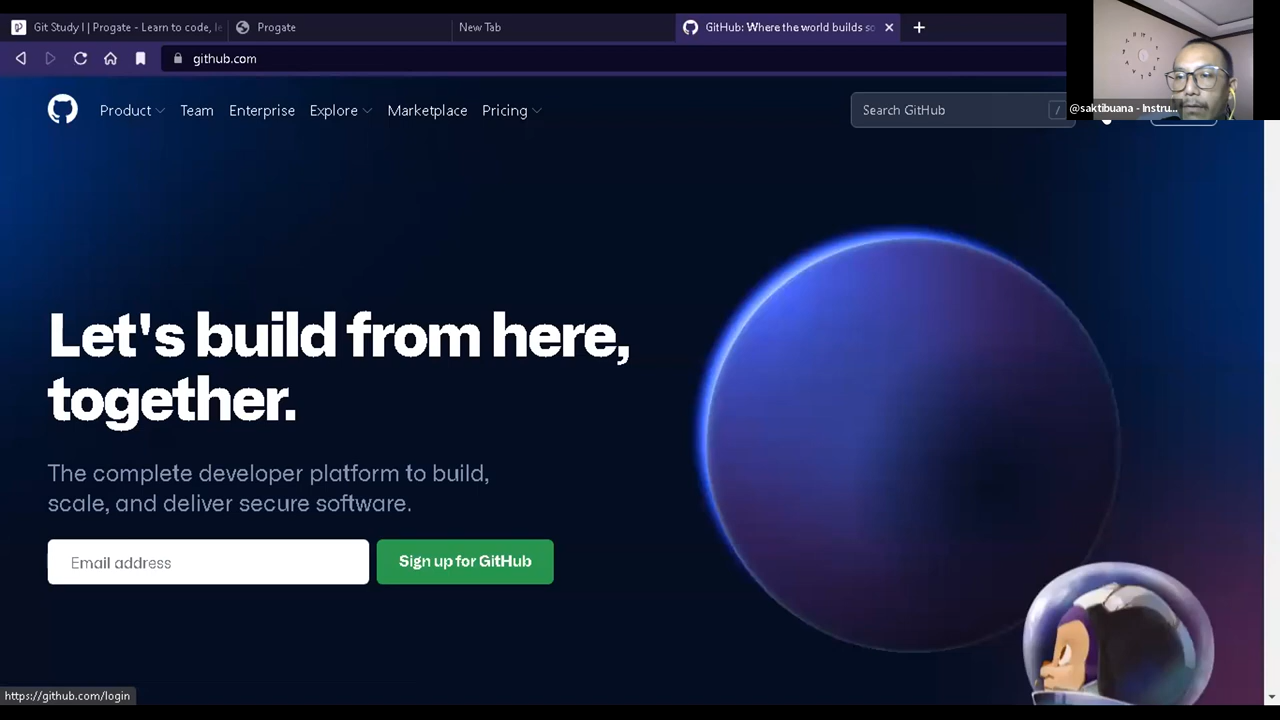 Git Study I | Progate - Learn to code, le
Progate
New Tab
GitHub: Where the world builds so
github.com
Product
Team
Enterprise
Explore
Marketplace
Pricing
Search GitHub
/
@saktibuana - Instru...
Let's build from here,
together.
The complete developer platform to build,
scale, and deliver secure software.
Email address
Sign up for GitHub
https://github.com/login